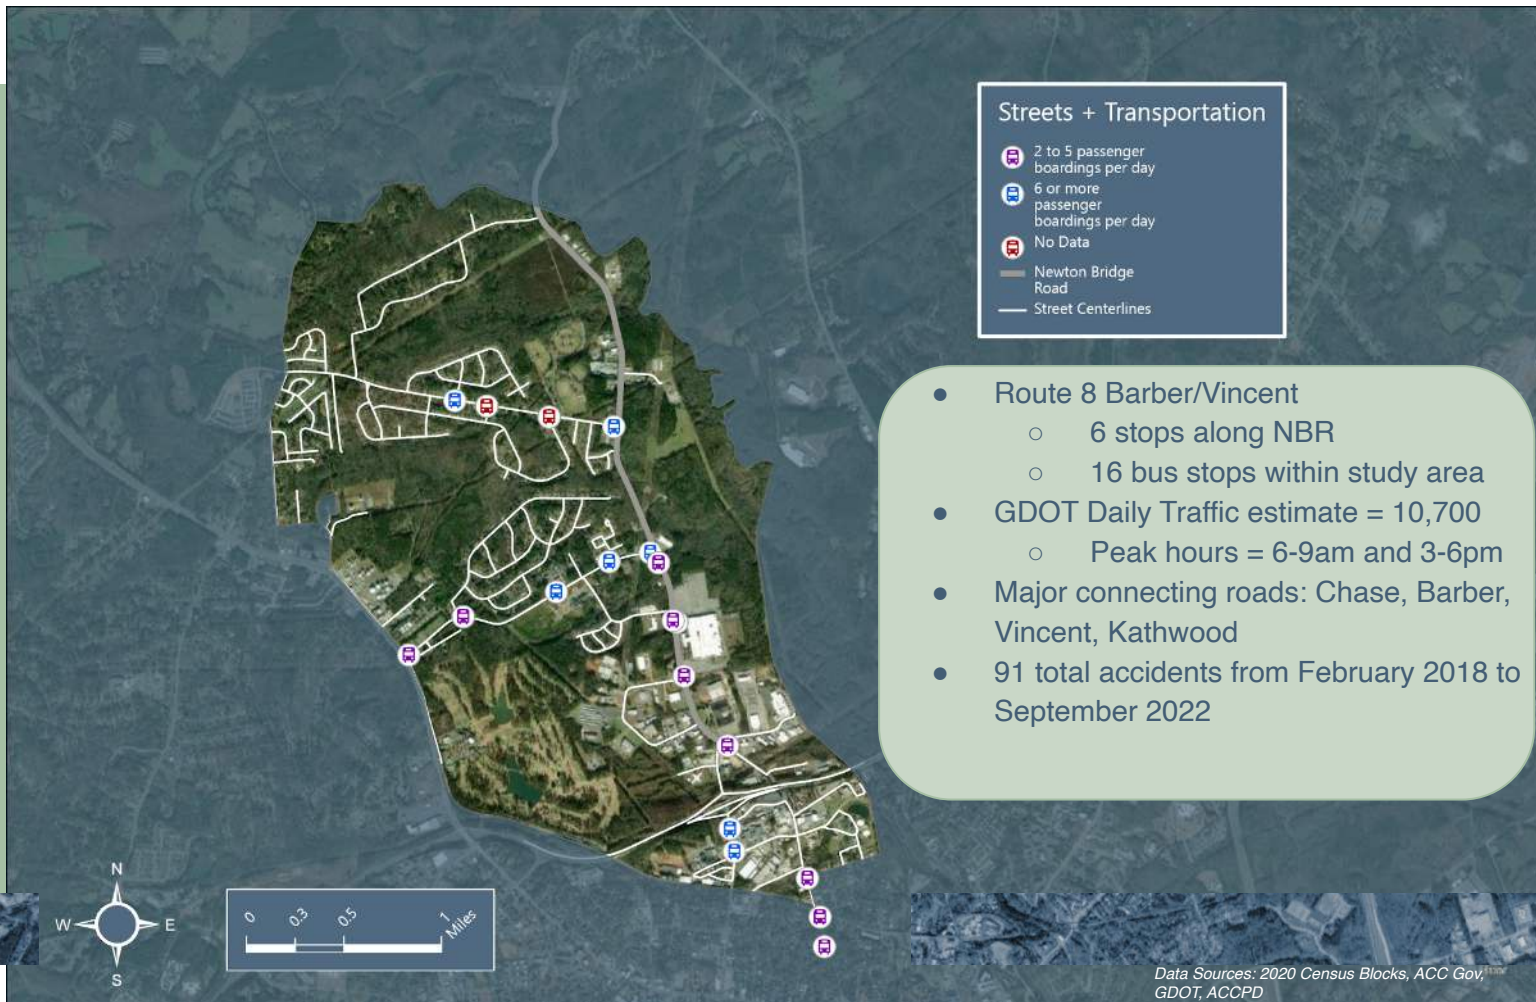 Streets + Transportation
2 to 5 passenger
boardings per day
6 or more
passenger
boardings per day
No Data
Newton Bridge
Road
Street Centerlines
● Route 8 Barber/Vincent
○ 6 stops along NBR
○ 16 bus stops within study area
● GDOT Daily Traffic estimate = 10,700
○ Peak hours = 6-9am and 3-6pm
● Major connecting roads: Chase, Barber,
Vincent, Kathwood
● 91 total accidents from February 2018 to
September 2022
N
W E
S
0 0.3 0.5 1
Miles
Data Sources: 2020 Census Blocks, ACC Gov,
GDOT, ACCPD